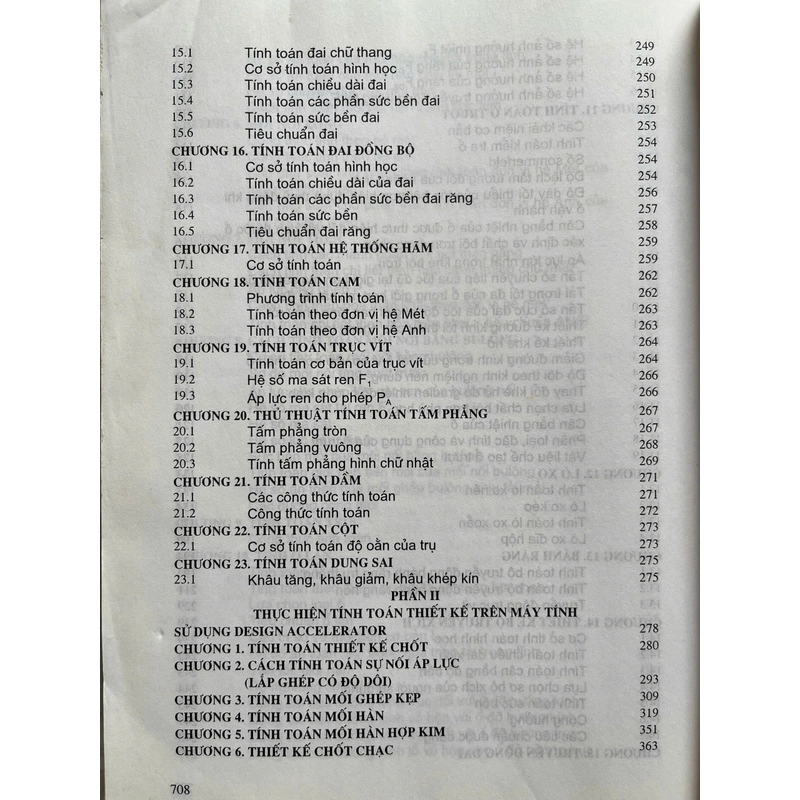 15.1 Tính toán đai chữ thang 249
15.2 Cơ sở tính toán hình học 249
15.3 Tính toán chiều dài đai 250
15.4 Tính toán các phần sức bền đai 251
15.5 Tính toán sức bền đai 252
15.6 Tiêu chuẩn đai 253
CHƯƠNG 16. TÍNH TOÁN ĐAI ĐỒNG BỘ 254
16.1 Cơ sở tính toán hình học 254
16.2 Tính toán chiều dài của đai 254
16.3 Tính toán các phần sức bền đai răng 256
16.4 Tính toán sức bền 257
16.5 Tiêu chuẩn đai răng 258
CHƯƠNG 17. TÍNH TOÁN HỆ THỐNG HÃM 259
17.1 Cơ sở tính toán 259
CHƯƠNG 18. TÍNH TOÁN CAM 262
18.1 Phương trình tính toán 262
18.2 Tính toán theo đơn vị hệ Mét 263
18.3 Tính toán theo đơn vị hệ Anh 263
CHƯƠNG 19. TÍNH TOÁN TRỤC VÍT 264
19.1 Tính toán cơ bản của trục vít 264
19.2 Hệ số ma sát ren F1 266
19.3 Áp lực ren cho phép PA 266
CHƯƠNG 20. THỦ THUẬT TÍNH TOÁN TẤM PHẲNG 267
20.1 Tấm phẳng tròn 267
20.2 Tấm phẳng vuông 268
20.3 Tính tấm phẳng hình chữ nhật 269
CHƯƠNG 21. TÍNH TOÁN DẦM 271
21.1 Các công thức tính toán 271
21.2 Công thức tính toán 272
CHƯƠNG 22. TÍNH TOÁN CỘT 273
22.1 Cơ sở tính toán độ oằn của trụ 273
CHƯƠNG 23. TÍNH TOÁN DUNG SAI 275
23.1 Khâu tăng, khâu giảm, khâu khép kín 275
PHẦN II
THỰC HIỆN TÍNH TOÁN THIẾT KẾ TRÊN MÁY TÍNH
SỬ DỤNG DESIGN ACCELERATOR 278
CHƯƠNG 1. TÍNH TOÁN THIẾT KẾ CHỐT 280
CHƯƠNG 2. CÁCH TÍNH TOÁN SỰ NỐI ÁP LỰC
(LẮP GHÉP CÓ ĐỘ DÔI) 293
CHƯƠNG 3. TÍNH TOÁN MỐI GHÉP KẸP 309
CHƯƠNG 4. TÍNH TOÁN MỐI HÀN 319
CHƯƠNG 5. TÍNH TOÁN MỐI HÀN HỢP KIM 351
CHƯƠNG 6. THIẾT KẾ CHỐT CHẠC 363
708